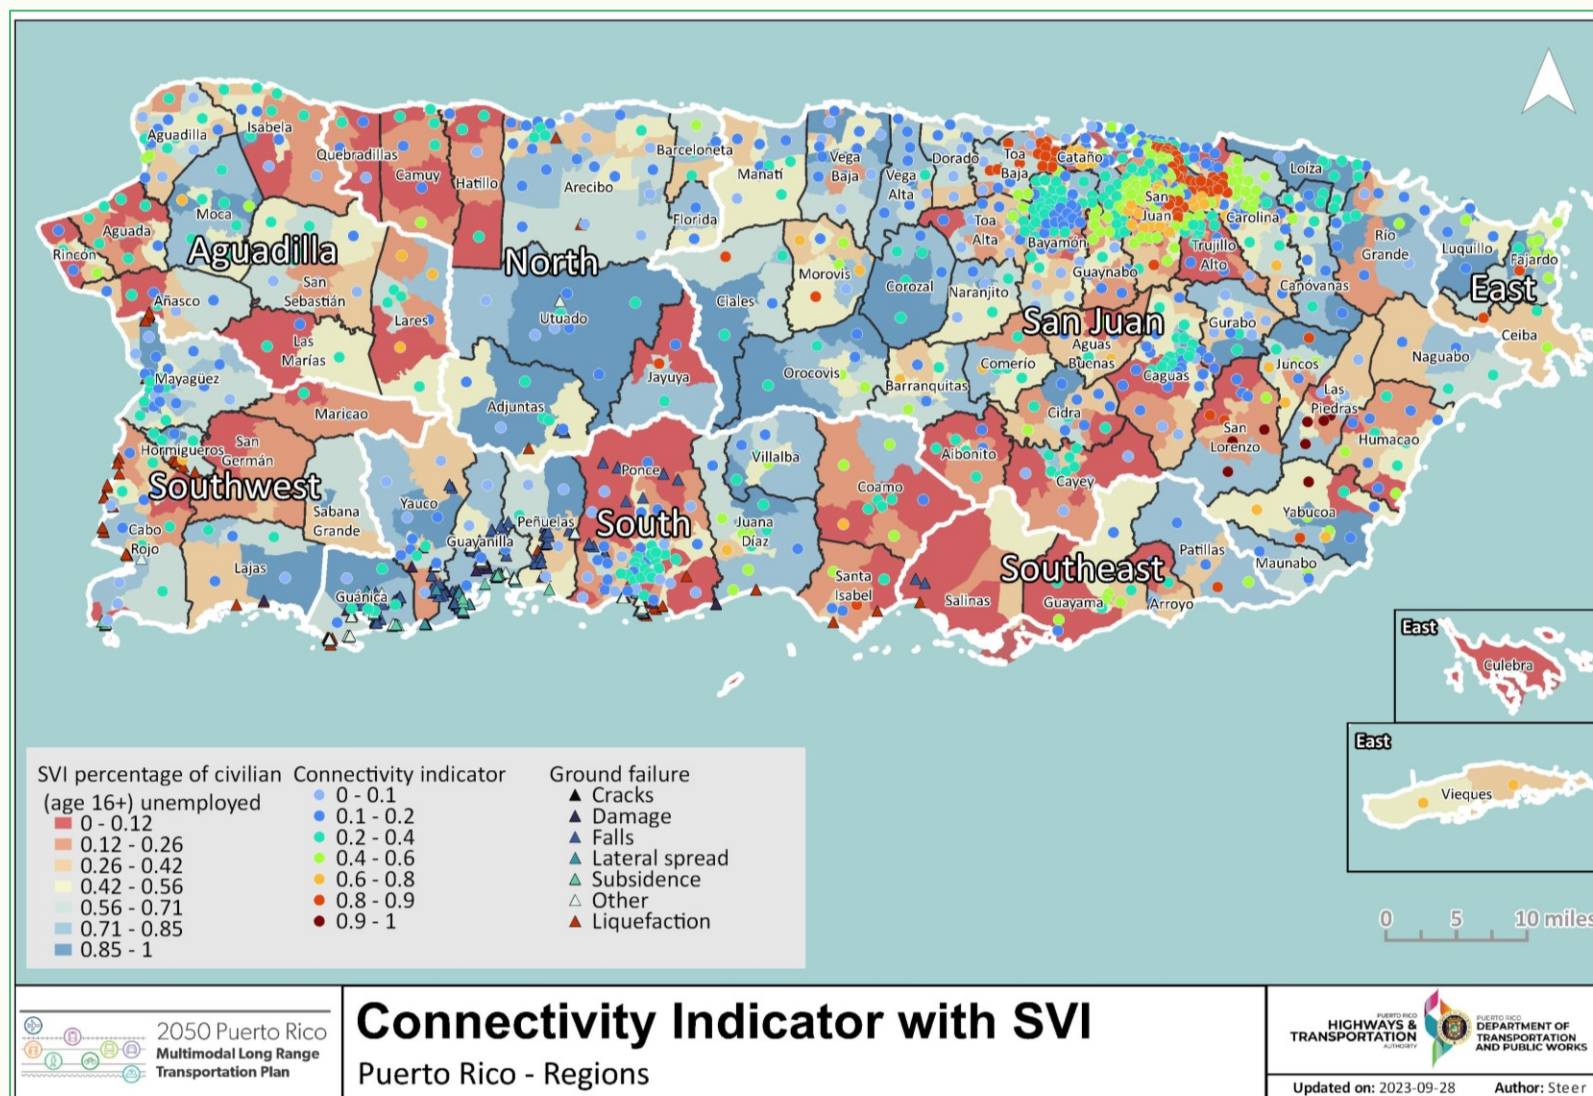 Aguadilla
Isabela
Quebradillas
Camuy
Hatillo
Arecibo
Barceloneta
Manatí
Vega
Baja
Vega
Alta
Dorado
Toa
Baja
Cataño
San
Juan
Carolina
Loíza
Moca
Florida
Toa
Alta
Bayamón
Trujillo
Alto
Río
Grande
Luquillo
Fajardo
Aguada
Rincón
Aguadilla
North
Morovis
Corozal
Naranjito
Guaynabo
Canóvanas
East
San
Sebastián
Añasco
Lares
Utuado
Ciales
San Juan
Gurabo
Ceiba
Las
Marías
Jayuya
Orocovis
Barranquitas
Comerío
Aguas
Buenas
Caguas
Juncos
Naguabo
Mayagüez
Adjuntas
Cidra
Las
Piedras
Maricao
San
Germán
Hormigueros
Villalba
Aibonito
San
Lorenzo
Humacao
Southwest
Ponce
Coamo
Cayey
Yauco
Sabana
Grande
Peñuelas
South
Juana
Díaz
Yabucoa
Cabo
Rojo
Guayanilla
Patillas
Maunabo
Lajas
Guánica
Santa
Isabel
Salinas
Southeast
Guayama
Arroyo
East
Culebra
East
Vieques
0 5 10 miles
SVI percentage of civilian
(age 16+) unemployed
0 - 0.12
0.12 - 0.26
0.26 - 0.42
0.42 - 0.56
0.56 - 0.71
0.71 - 0.85
0.85 - 1
Connectivity indicator
0 - 0.1
0.1 - 0.2
0.2 - 0.4
0.4 - 0.6
0.6 - 0.8
0.8 - 0.9
0.9 - 1
Ground failure
Cracks
Damage
Falls
Lateral spread
Subsidence
Other
Liquefaction
2050 Puerto Rico
Multimodal Long Range
Transportation Plan
Connectivity Indicator with SVI
Puerto Rico - Regions
PUERTO RICO
HIGHWAYS &
TRANSPORTATION
AUTHORITY
PUERTO RICO
DEPARTMENT OF
TRANSPORTATION
AND PUBLIC WORKS
Updated on: 2023-09-28 Author: Steer